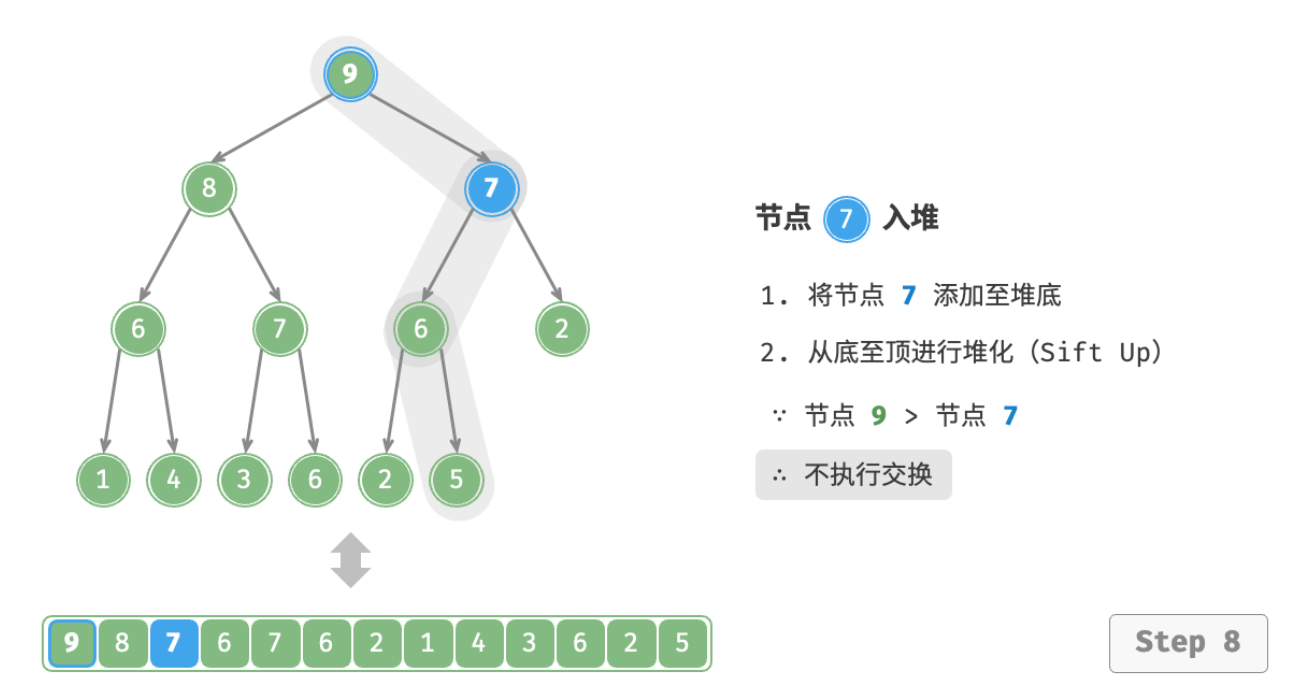 9
8 7
6 7 6 2
1 4 3 6 2 5
9 8 7 6 7 6 2 1 4 3 6 2 5
节点 7 入堆
1. 将节点 7 添加至堆底
2. 从底至顶进行堆化（Sift Up）
∵ 节点 9 > 节点 7
∴ 不执行交换
Step 8